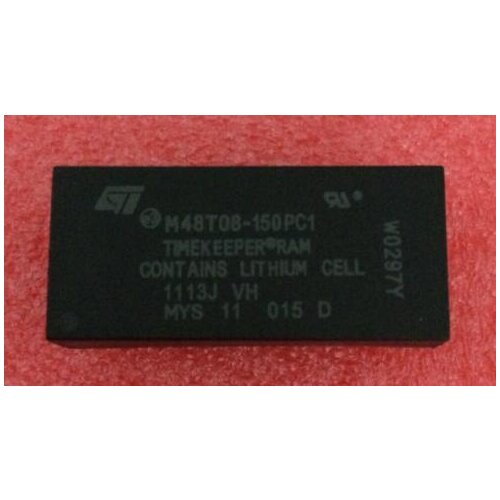 ST
M48T08-150PC1
TIMEKEEPER®RAM
CONTAINS LITHIUM CELL
1113J VH
MYS 11 015 D
W0297Y